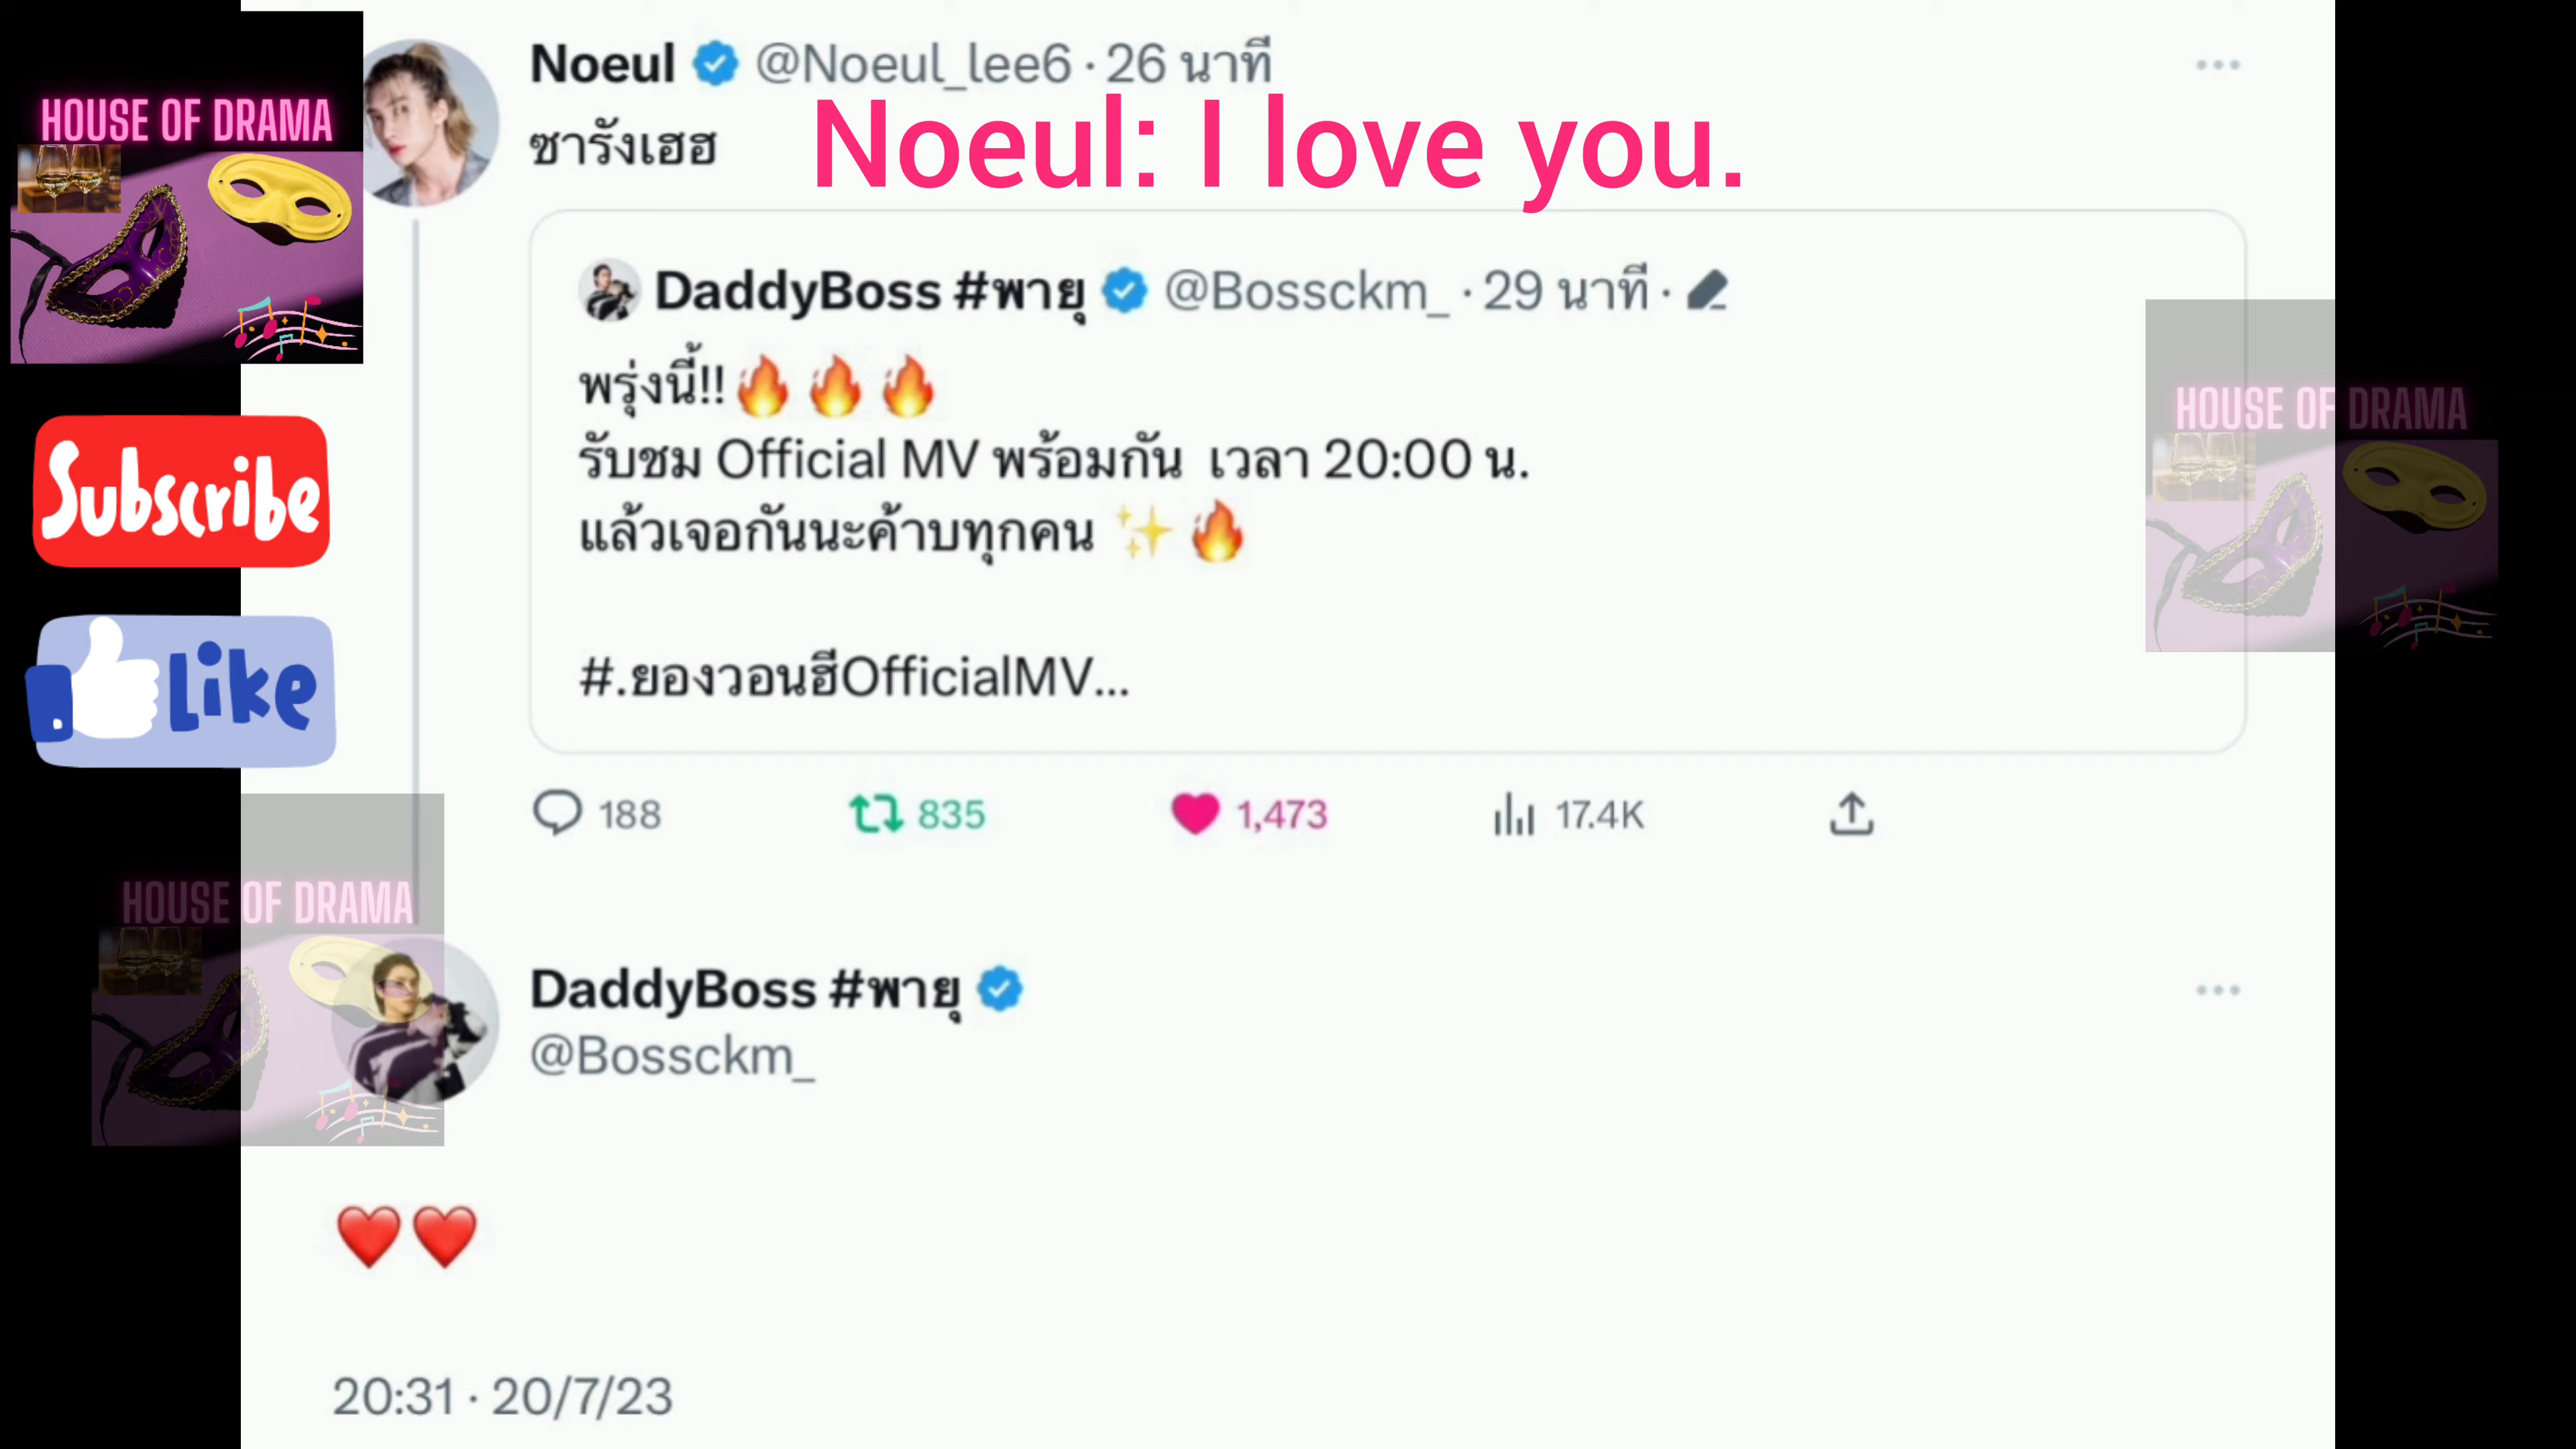 HOUSE OF DRAMA
Noeul @Noeul_lee6 · 26 นาที
ซารังเฮฮ
Noeul: I love you.
DaddyBoss #พายุ @Bossckm_ · 29 นาที ·
พรุ่งนี้!!🔥🔥🔥
รับชม Official MV พร้อมกัน เวลา 20:00 น.
แล้วเจอกันนะค้าบทุกคน ✨🔥
#.ยองวอนฮีOfficialMV...
Subscribe
Like
HOUSE OF DRAMA
188 835 1,473 17.4K
HOUSE OF DRAMA
DaddyBoss #พายุ
@Bossckm_
❤️❤️
20:31 · 20/7/23